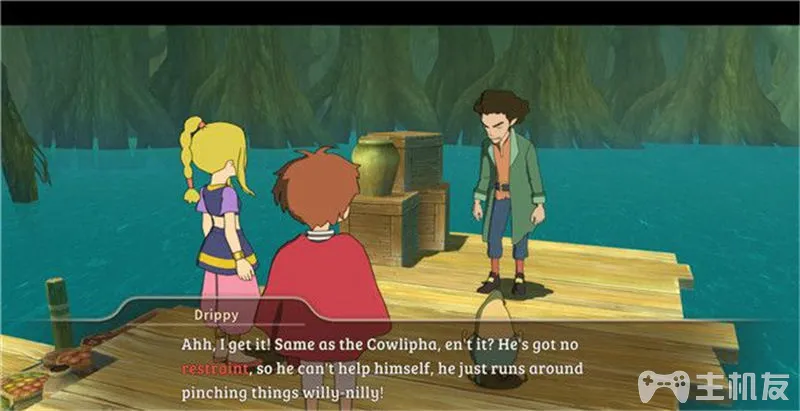 Drippy
Ahh, I get it! Same as the Cowlipha, en't it? He's got no
restraint, so he can't help himself, he just runs around
pinching things willy-nilly!
主机友